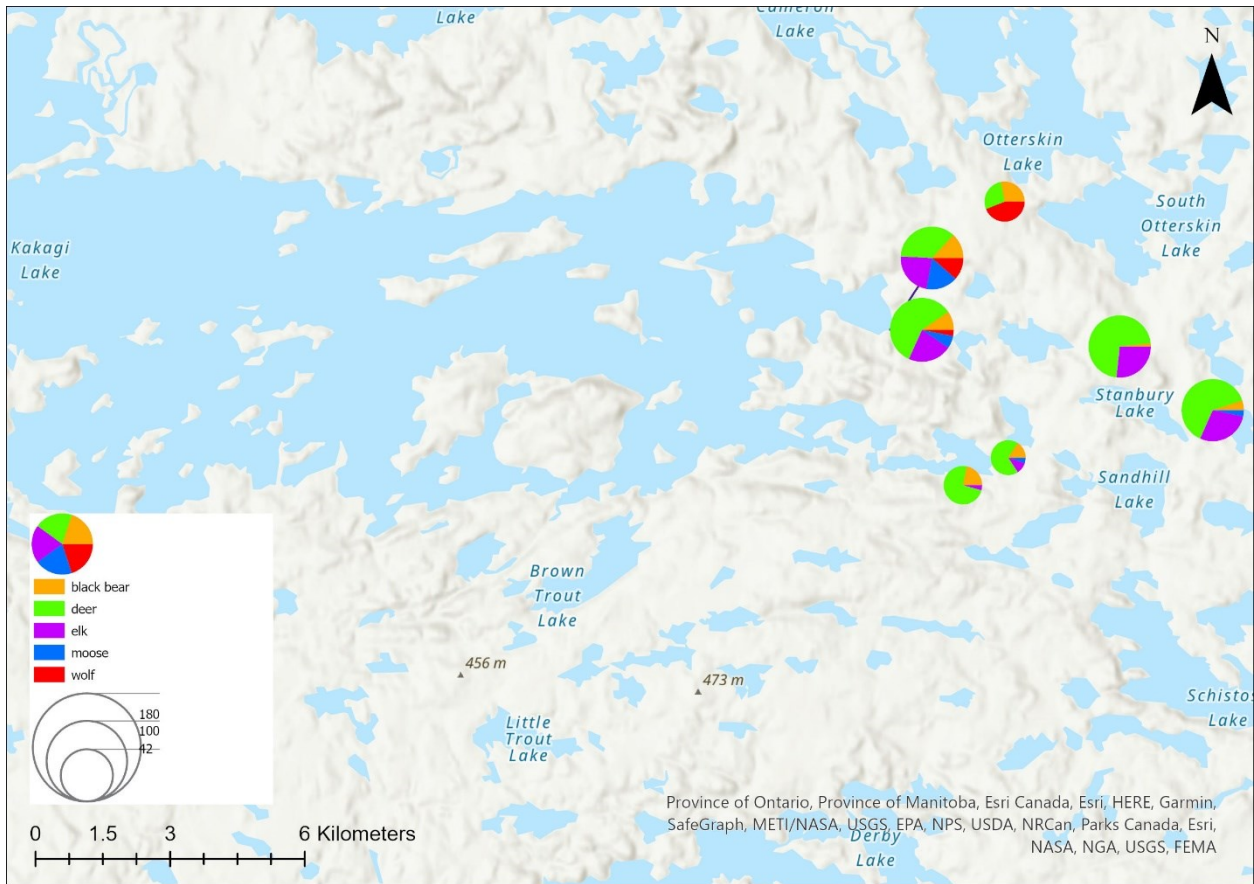 Lake
Cameron
Lake
N
Otterskin
Lake
South
Otterskin
Lake
Kakagi
Lake
Stanbury
Lake
Sandhill
Lake
Brown
Trout
Lake
456 m
473 m
Schistos
Lake
Little
Trout
Lake
black bear
deer
elk
moose
wolf
180
100
42
Province of Ontario, Province of Manitoba, Esri Canada, Esri, HERE, Garmin,
SafeGraph, METI/NASA, USGS, EPA, NPS, USDA, NRCan, Parks Canada, Esri,
NASA, NGA, USGS, FEMA
Derby
Lake
0 1.5 3 6 Kilometers